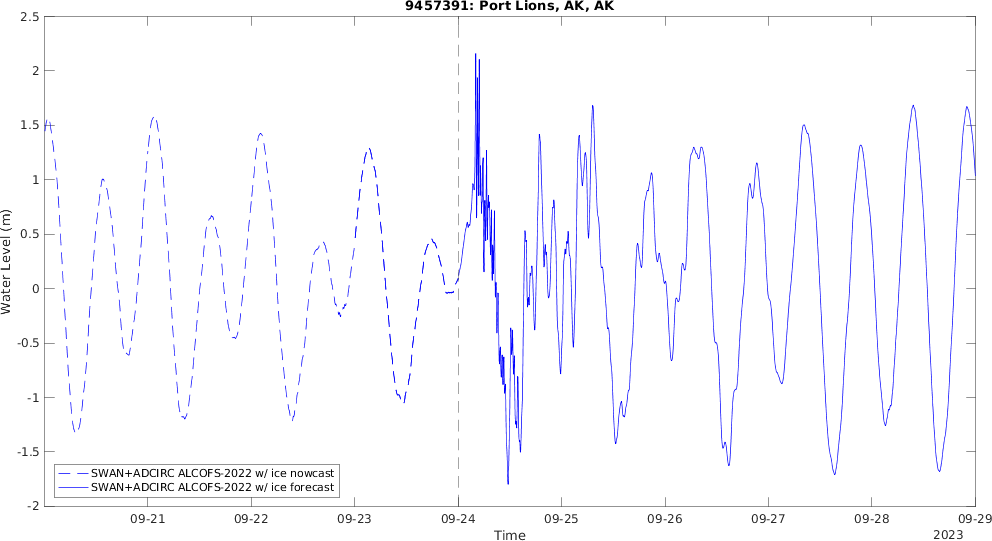 9457391: Port Lions, AK, AK
2.5
2
1.5
1
0.5
0
-0.5
-1
-1.5
-2
Water Level (m)
SWAN+ADCIRC ALCOFS-2022 w/ ice nowcast
SWAN+ADCIRC ALCOFS-2022 w/ ice forecast
09-21 09-22 09-23 09-24 09-25 09-26 09-27 09-28 09-29
Time
2023